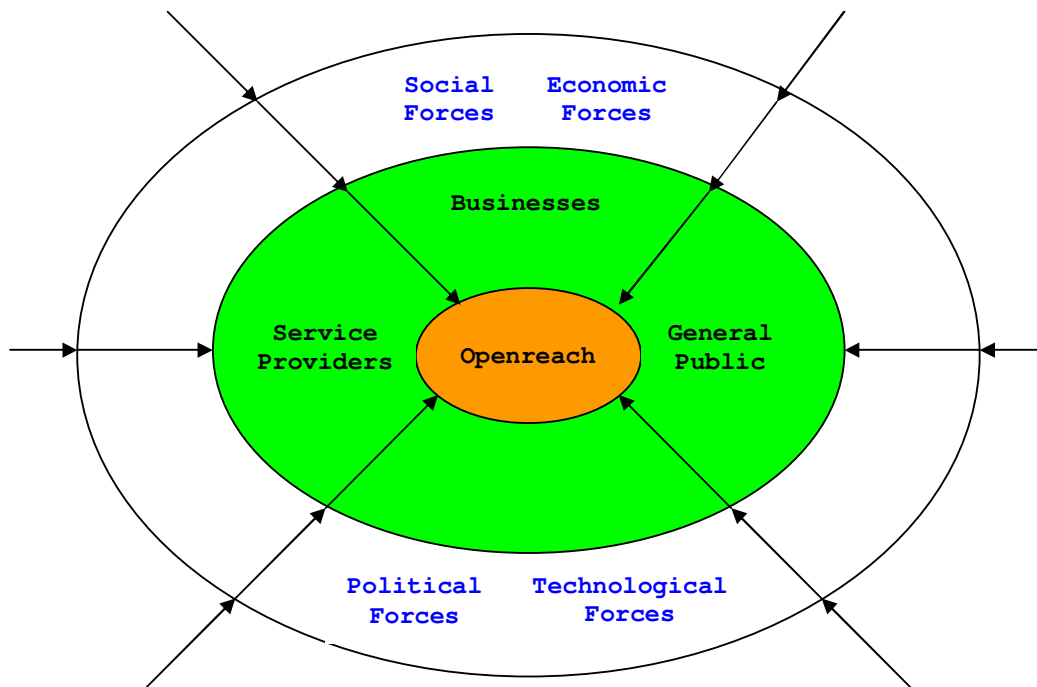 Social
Forces
Economic
Forces
Businesses
Service
Providers
Openreach
General
Public
Political
Forces
Technological
Forces